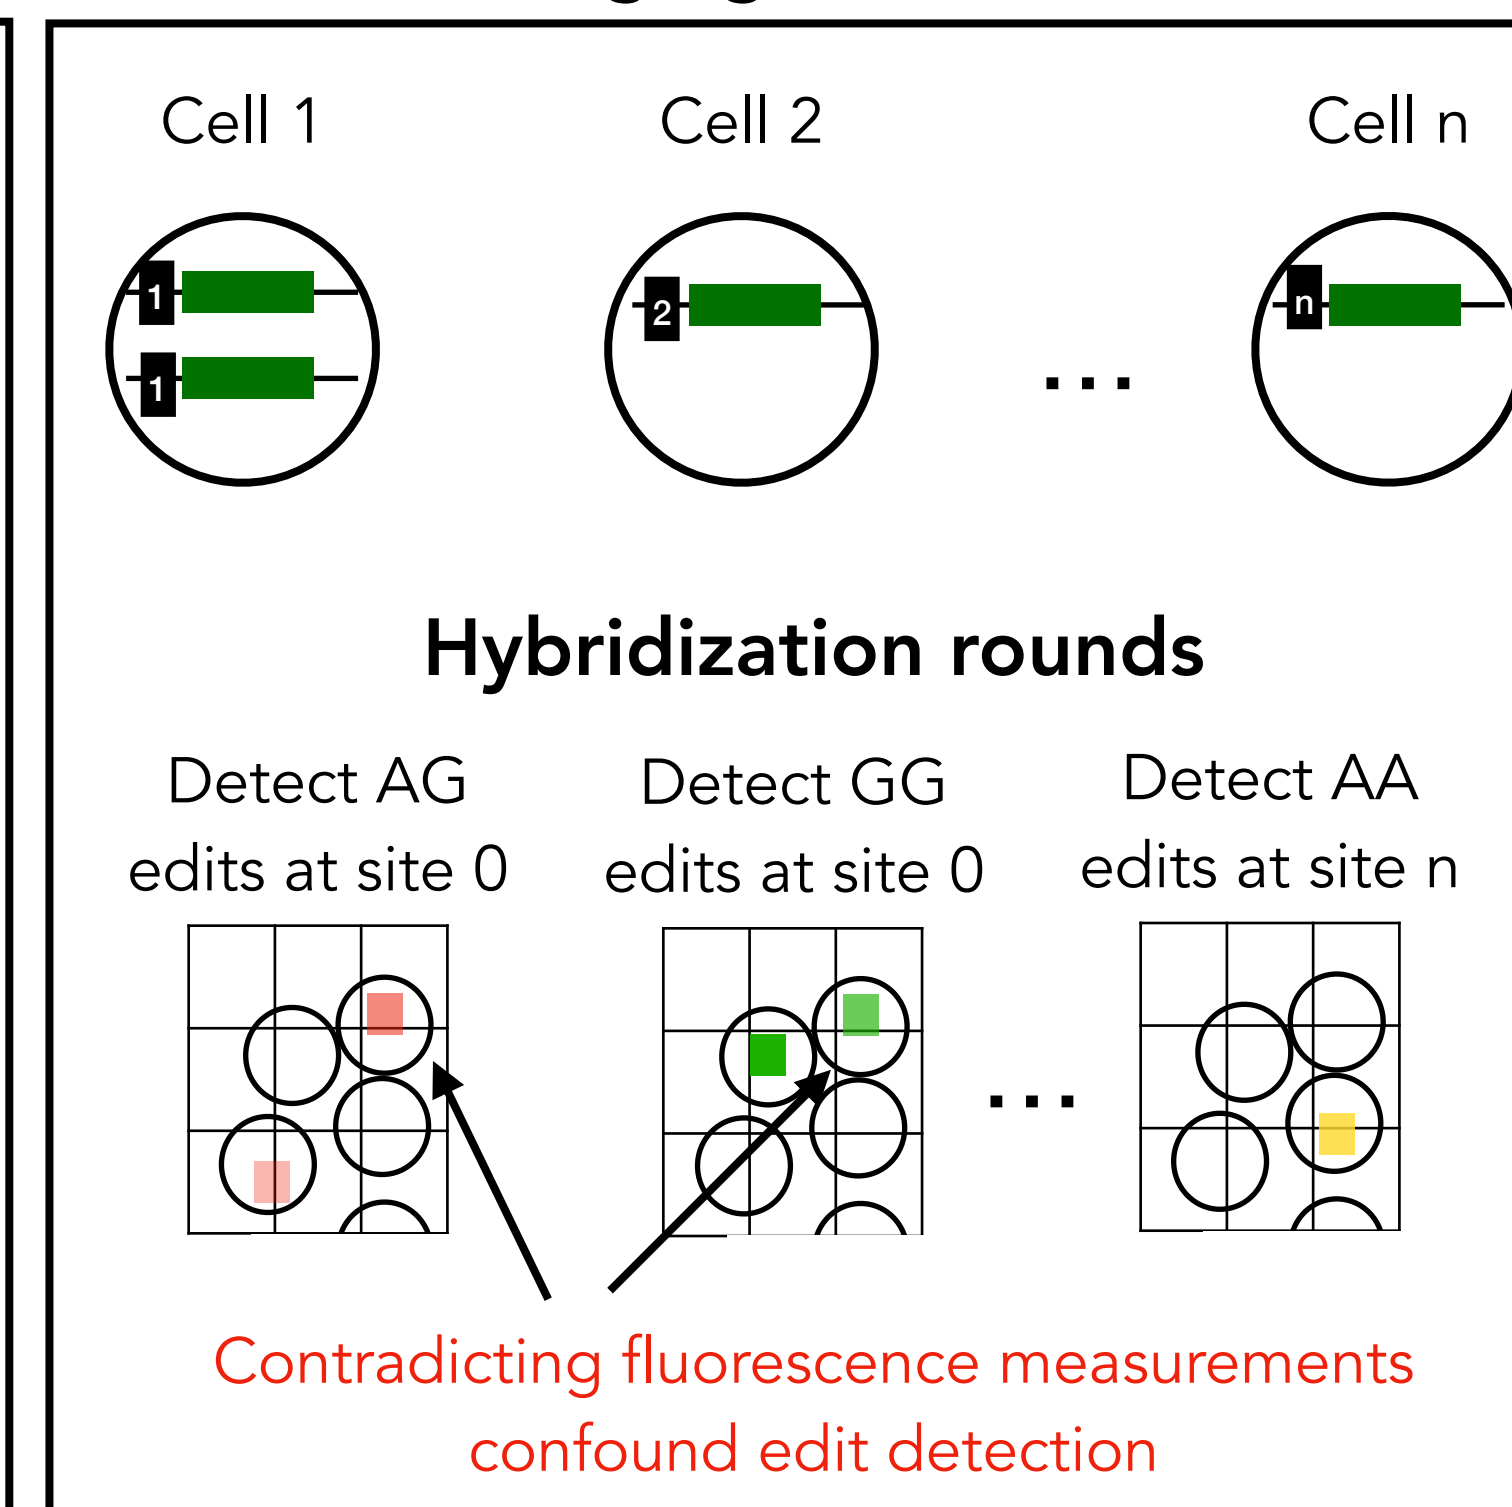 Cell 1
Cell 2
Cell n
1
1
2
n
...
Hybridization rounds
Detect AG
edits at site 0
Detect GG
edits at site 0
Detect AA
edits at site n
...
Contradicting fluorescence measurements
confound edit detection